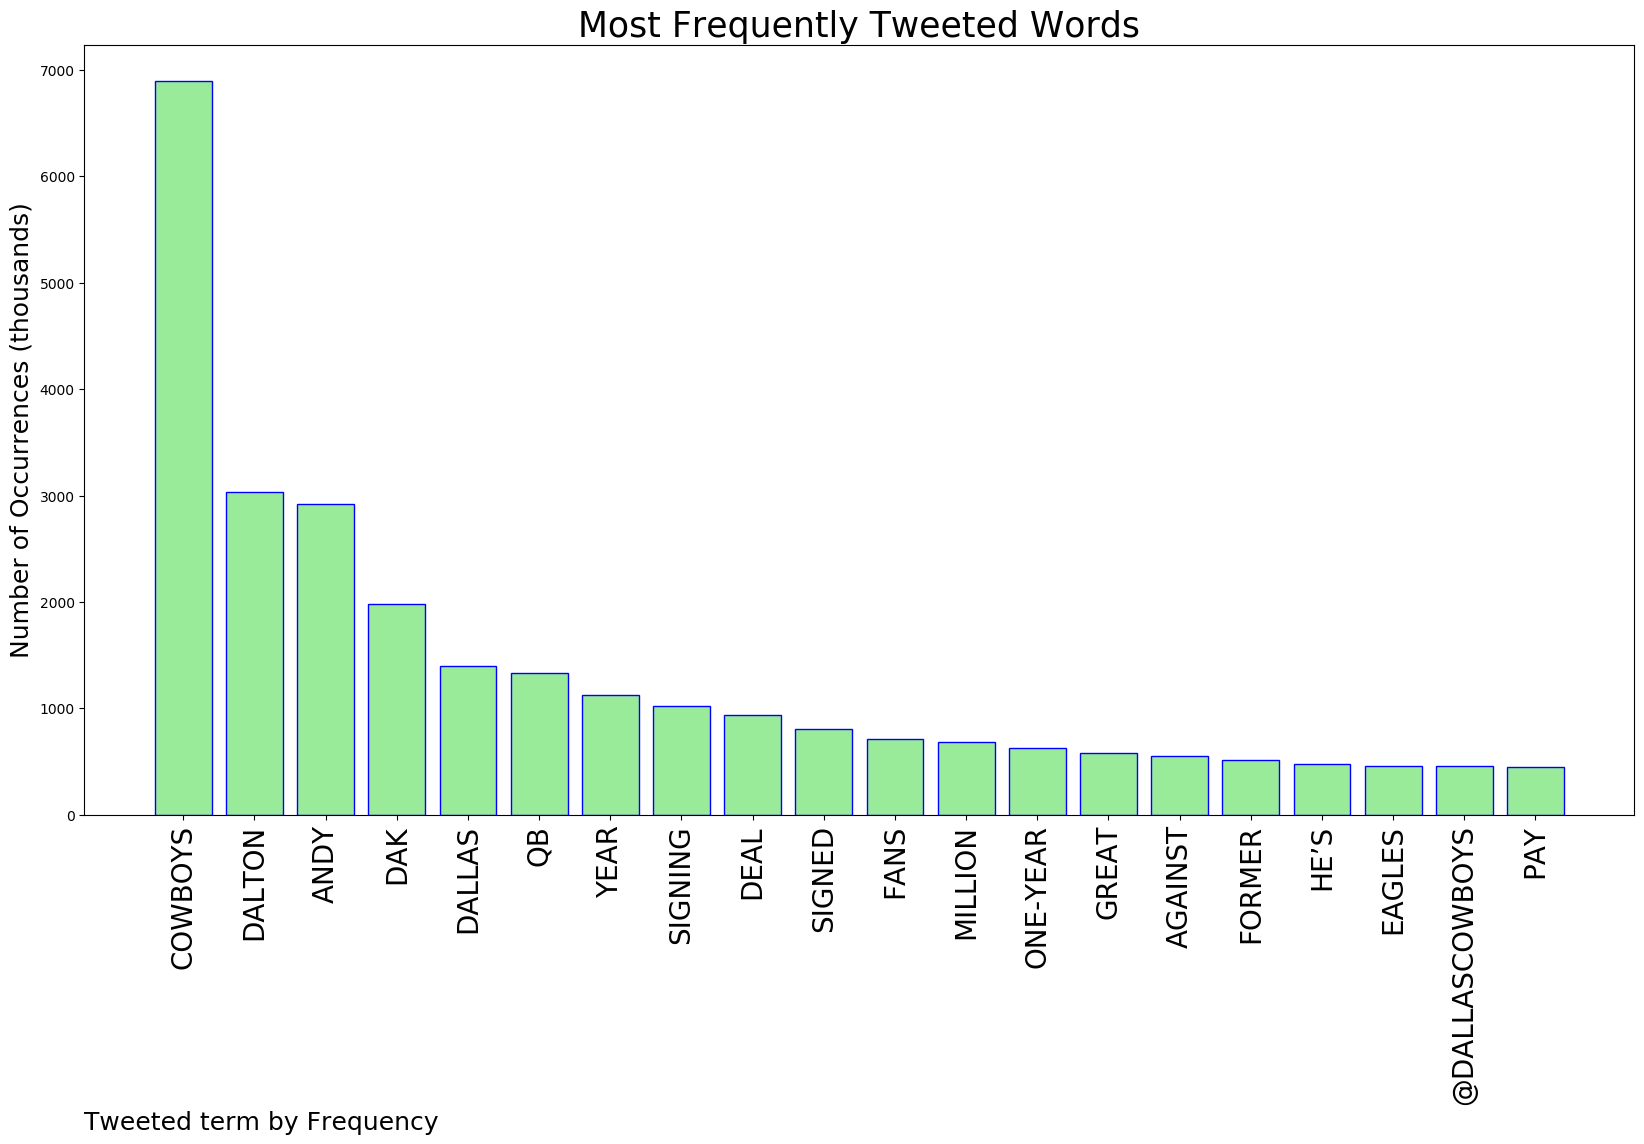 Most Frequently Tweeted Words
Number of Occurrences (thousands)
7000
6000
5000
4000
3000
2000
1000
0
COWBOYS
DALTON
ANDY
DAK
DALLAS
QB
YEAR
SIGNING
DEAL
SIGNED
FANS
MILLION
ONE-YEAR
GREAT
AGAINST
FORMER
HE’S
EAGLES
@DALLASCOWBOYS
PAY
Tweeted term by Frequency